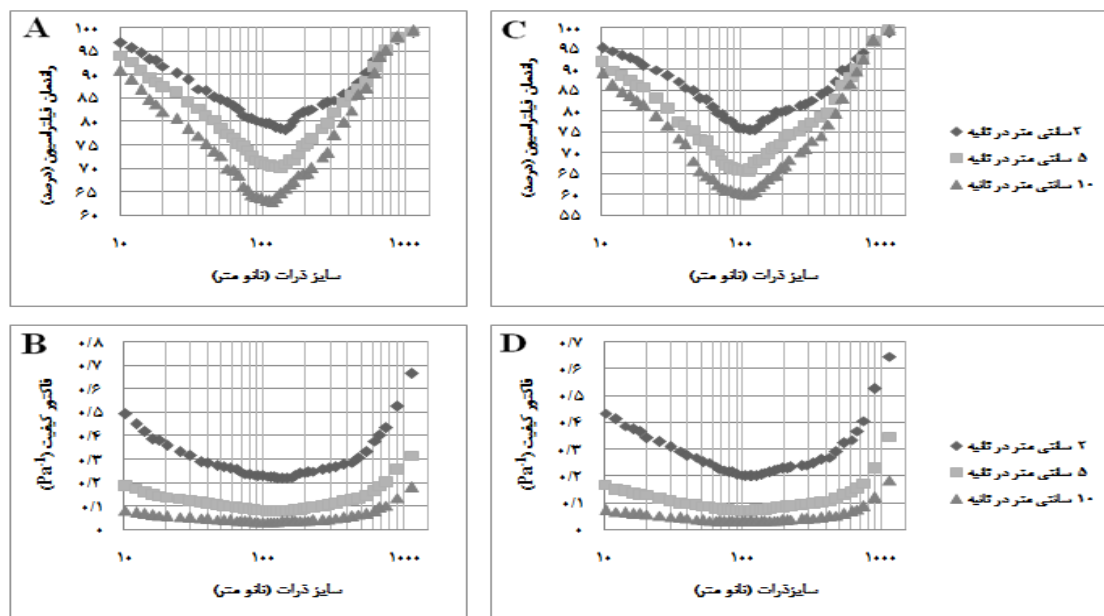 A
راندمان فیلتراسیون (درصد)
۱۰۰
۹۵
۹۰
۸۵
۸۰
۷۵
۷۰
۶۵
۶۰
۱۰
۱۰۰
۱۰۰۰
سایز ذرات (نانو متر)
C
راندمان فیلتراسیون (درصد)
۱۰۰
۹۵
۹۰
۸۵
۸۰
۷۵
۷۰
۶۵
۶۰
۵۵
۱۰
۱۰۰
۱۰۰۰
سایز ذرات (نانو متر)
۲ سانتی متر در ثانیه
۵ سانتی متر در ثانیه
۱۰ سانتی متر در ثانیه
B
فاکتور کیفیت (Pa⁻¹)
۰/۸
۰/۷
۰/۶
۰/۵
۰/۴
۰/۳
۰/۲
۰/۱
۰
۱۰
۱۰۰
۱۰۰۰
سایز ذرات (نانو متر)
D
فاکتور کیفیت (Pa⁻¹)
۰/۷
۰/۶
۰/۵
۰/۴
۰/۳
۰/۲
۰/۱
۰
۱۰
۱۰۰
۱۰۰۰
سایزذرات (نانو متر)
۲ سانتی متر در ثانیه
۵ سانتی متر در ثانیه
۱۰ سانتی متر در ثانیه